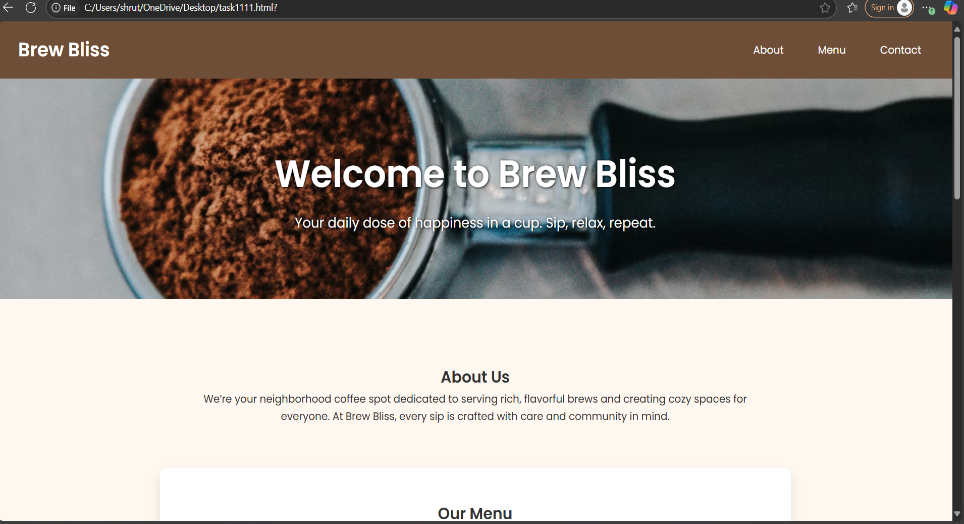 File C:/Users/shrut/OneDrive/Desktop/task1111.html? Sign in
Brew Bliss
About Menu Contact
Welcome to Brew Bliss
Your daily dose of happiness in a cup. Sip, relax, repeat.
About Us
We’re your neighborhood coffee spot dedicated to serving rich, flavorful brews and creating cozy spaces for
everyone. At Brew Bliss, every sip is crafted with care and community in mind.
Our Menu